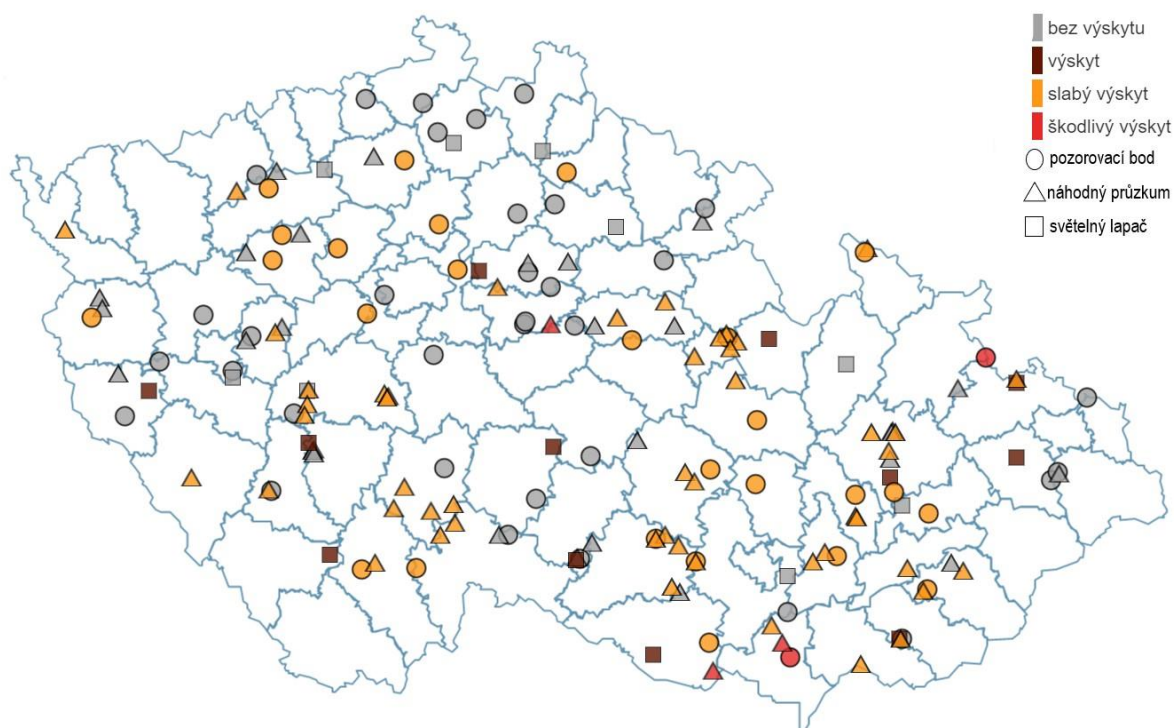 bez výskytu
výskyt
slabý výskyt
škodlivý výskyt
pozorovací bod
náhodný průzkum
světelný lapač